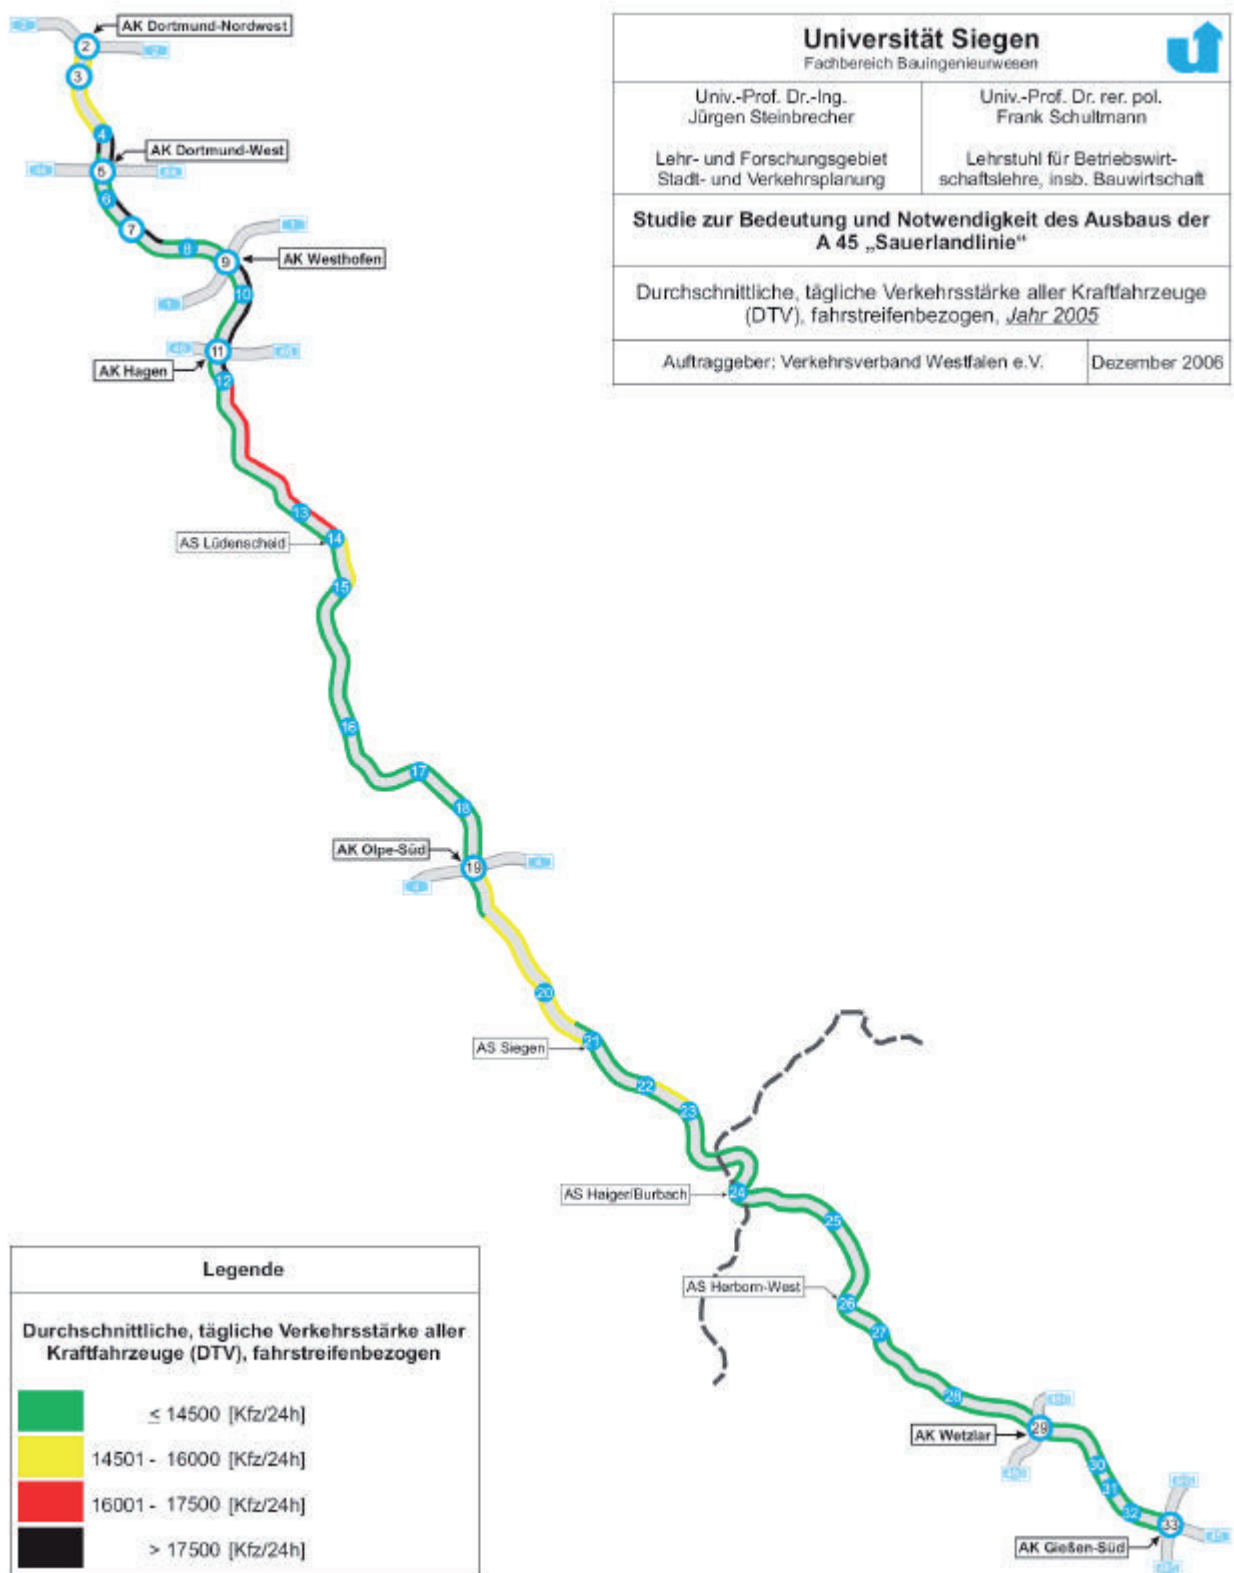 AK Dortmund-Nordwest
2
2
3
4
AK Dortmund-West
5
6
7
8
1
9
AK Westhofen
1
10
11
AK Hagen
12
13
AS Lüdenscheid
14
15
16
17
18
AK Olpe-Süd
19
4
4
20
AS Siegen
21
22
23
AS Haiger/Burbach
24
25
AS Herborn-West
26
27
28
AK Wetzlar
29
30
31
32
33
AK Gießen-Süd
Universität Siegen
Fachbereich Bauingenieurwesen
Univ.-Prof. Dr.-Ing.
Jürgen Steinbrecher
Lehr- und Forschungsgebiet
Stadt- und Verkehrsplanung
Univ.-Prof. Dr. rer. pol.
Frank Schultmann
Lehrstuhl für Betriebswirt-
schaftslehre, insb. Bauwirtschaft
Studie zur Bedeutung und Notwendigkeit des Ausbaus der
A 45 „Sauerlandlinie“
Durchschnittliche, tägliche Verkehrsstärke aller Kraftfahrzeuge
(DTV), fahrstreifenbezogen, Jahr 2005
Auftraggeber: Verkehrsverband Westfalen e.V.
Dezember 2006
Legende
Durchschnittliche, tägliche Verkehrsstärke aller
Kraftfahrzeuge (DTV), fahrstreifenbezogen
≤ 14500 [Kfz/24h]
14501 - 16000 [Kfz/24h]
16001 - 17500 [Kfz/24h]
> 17500 [Kfz/24h]